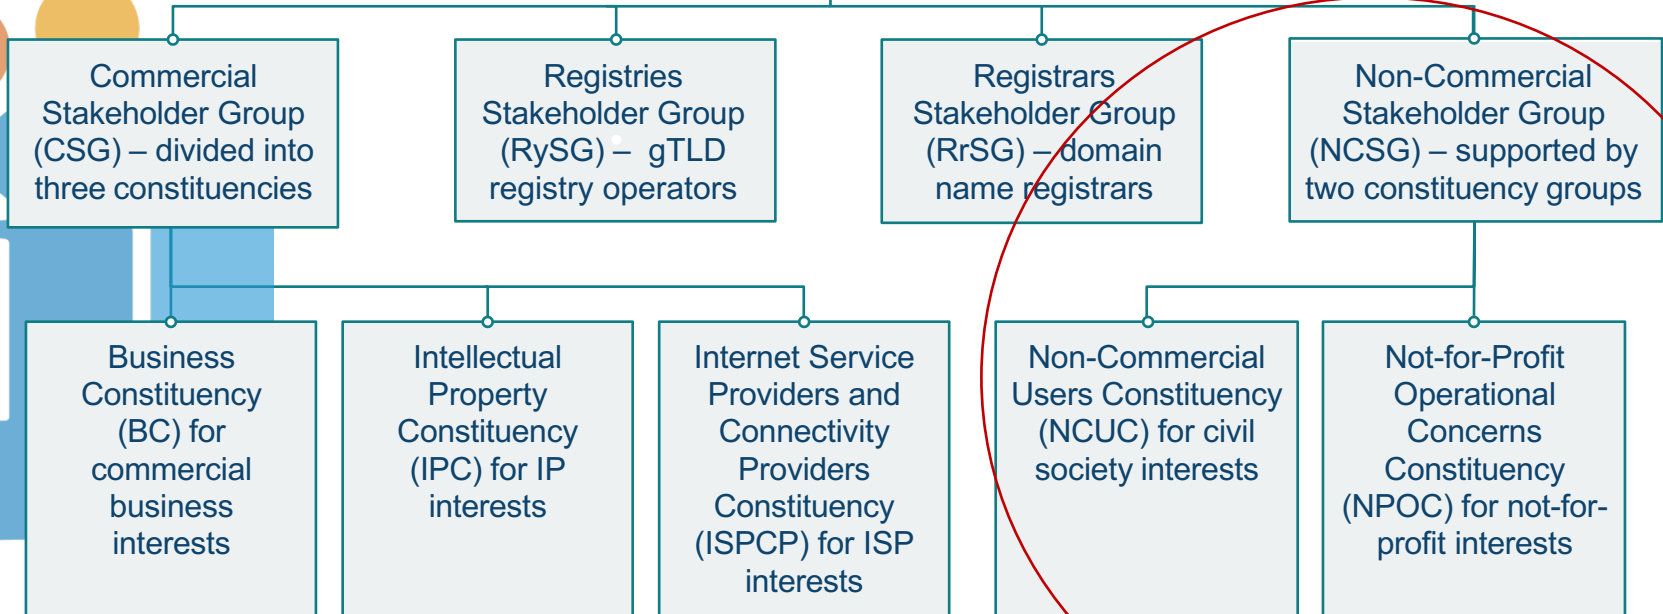 Commercial
Stakeholder Group
(CSG) – divided into
three constituencies
Registries
Stakeholder Group
(RySG) – gTLD
registry operators
Registrars
Stakeholder Group
(RrSG) – domain
name registrars
Non-Commercial
Stakeholder Group
(NCSG) – supported by
two constituency groups
Business
Constituency
(BC) for
commercial
business
interests
Intellectual
Property
Constituency
(IPC) for IP
interests
Internet Service
Providers and
Connectivity
Providers
Constituency
(ISPCP) for ISP
interests
Non-Commercial
Users Constituency
(NCUC) for civil
society interests
Not-for-Profit
Operational
Concerns
Constituency
(NPOC) for not-for-
profit interests